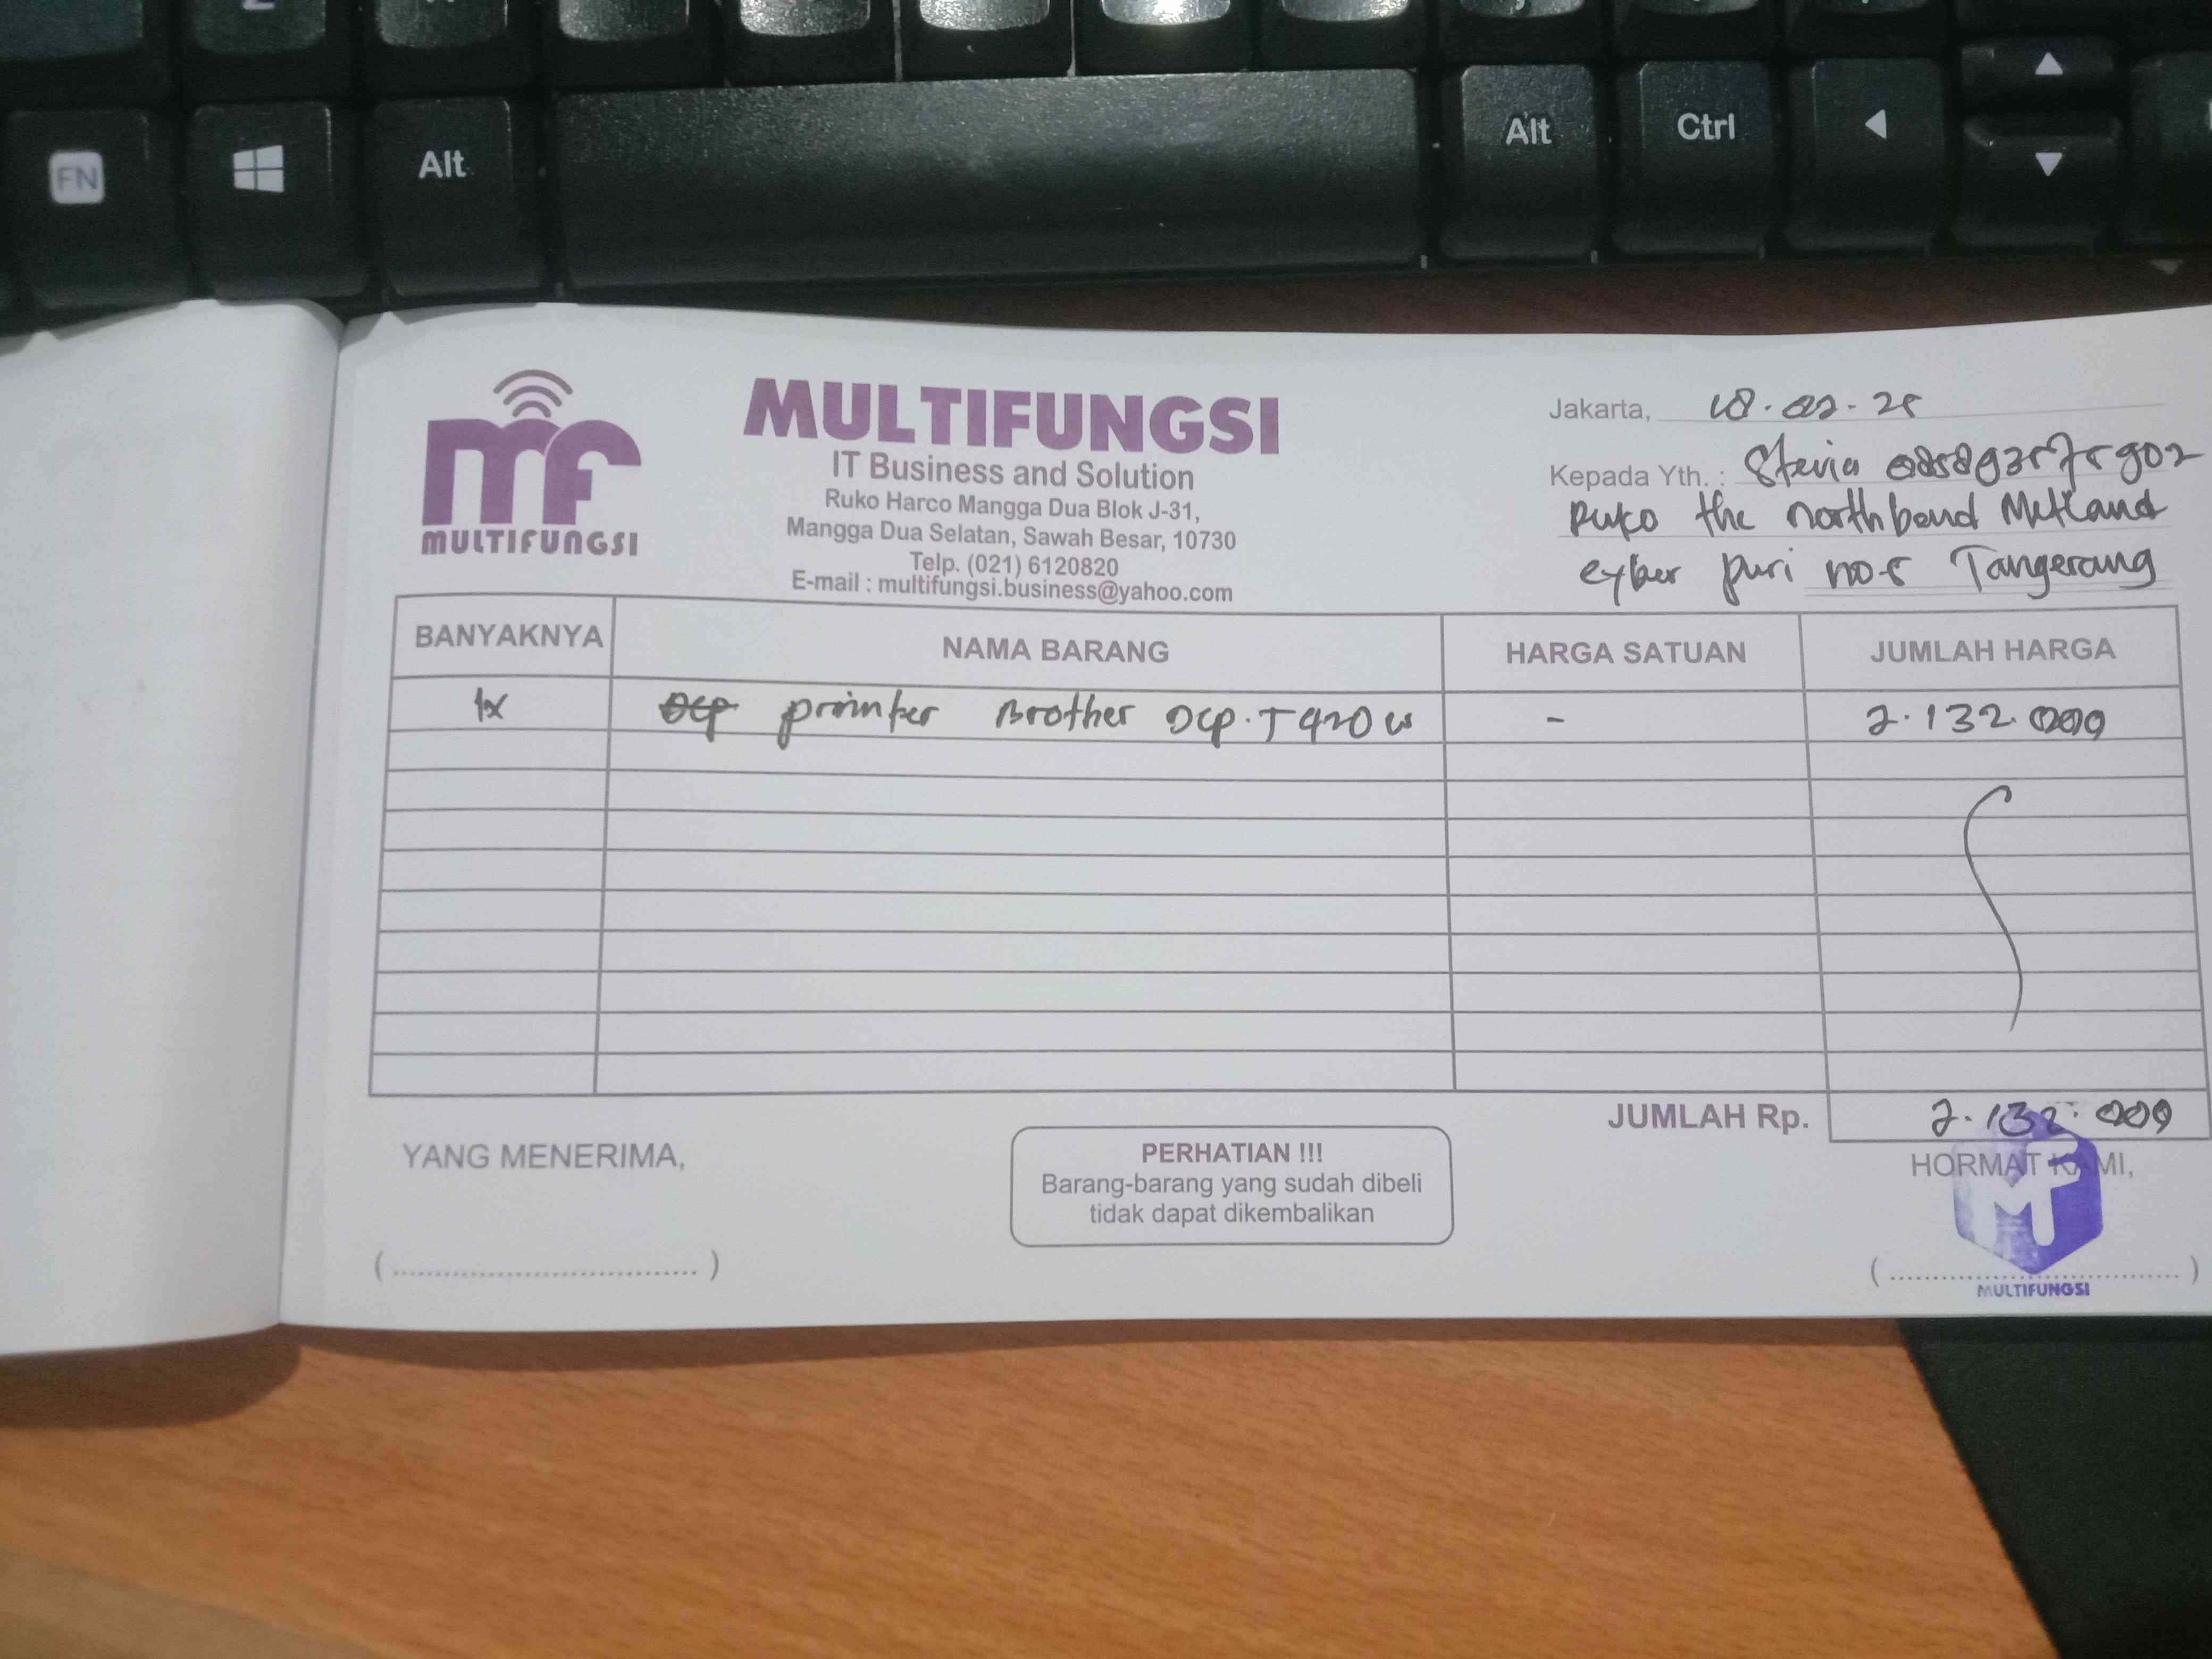 FN
Alt
Alt
Ctrl
mf
MULTIFUNGSI
MULTIFUNGSI
IT Business and Solution
Ruko Harco Mangga Dua Blok J-31,
Mangga Dua Selatan, Sawah Besar, 10730
Telp. (021) 6120820
E-mail : multifungsi.business@yahoo.com
Jakarta,
Kepada Yth. : Stevia
Ruko the northbend Metland
cyber puri no 5 Tangerang
BANYAKNYA NAMA BARANG HARGA SATUAN JUMLAH HARGA
1x printer Brother DCP. T420w - 2.132.000
JUMLAH Rp. 2.132.000
YANG MENERIMA,
PERHATIAN !!!
Barang-barang yang sudah dibeli
tidak dapat dikembalikan
HORMAT KAMI,
(..............................)
(..............................)
MULTIFUNGSI